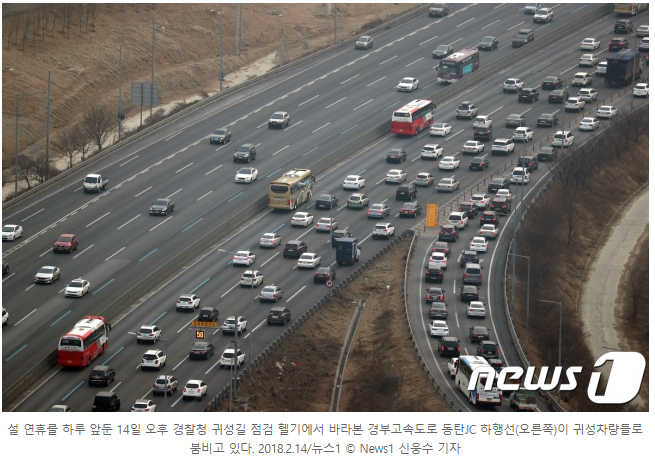 50
news1
설 연휴를 하루 앞둔 14일 오후 경찰청 귀성길 점검 헬기에서 바라본 경부고속도로 동탄JC 하행선(오른쪽)이 귀성차량들로
붐비고 있다. 2018.2.14/뉴스1 © News1 신웅수 기자